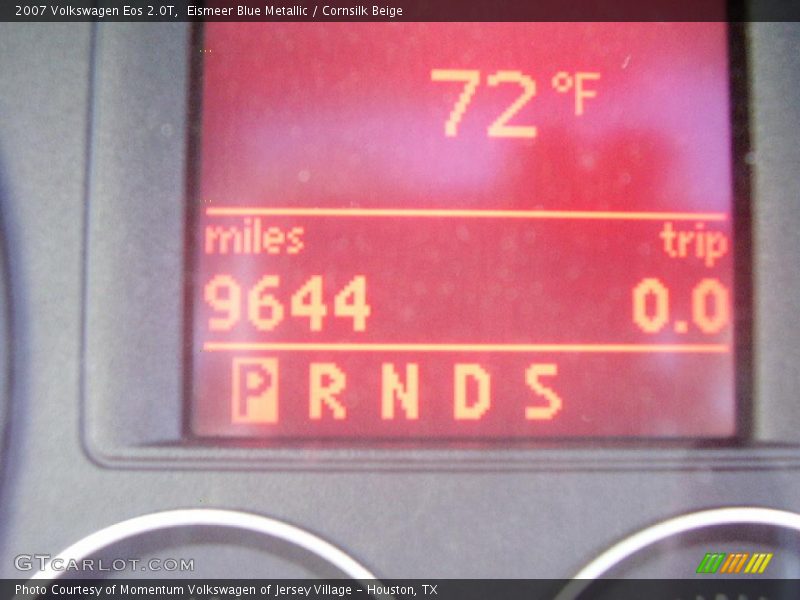 2007 Volkswagen Eos 2.0T, Eismeer Blue Metallic / Cornsilk Beige
72 °F
miles trip
9644 0.0
P R N D S
GTCARLOT.COM
Photo Courtesy of Momentum Volkswagen of Jersey Village - Houston, TX